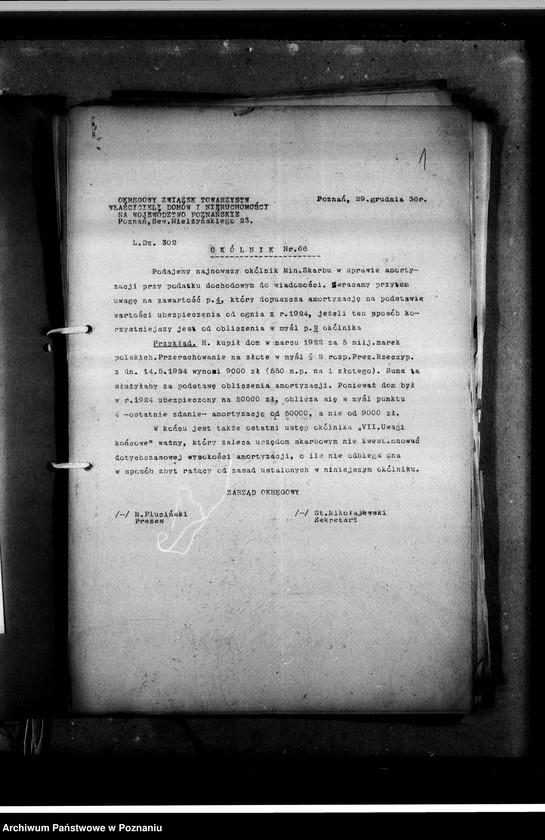 1
OKRĘGOWY ZWIĄZEK TOWARZYSTW
WŁAŚCICIELI DOMÓW I NIERUCHOMOŚCI
NA WOJEWÓDZTWO POZNAŃSKIE
Poznań, Sew.Mielżyńskiego 23.
Poznań, 29.grudnia 36r.
L.Dz. 302
O K Ó L N I K Nr.66
Podajemy najnowszy okólnik Min.Skarbu w sprawie amorty-
zacji przy podatku dochodowym do wiadomości. Zwracamy przytem
uwagę na zawartość p.4, który dopuszcza amortyzację na podstawie
wartości ubezpieczenia od ognia z r.1924, jeżeli ten sposób ko-
rzystniejszy jest od obliczenia w myśl p.2 okólnika
Przykład. H. kupił dom w marcu 1922 za 5 milj.marek
polskich.Przerachowanie na złote w myśl § 2 rozp.Prez.Rzeczyp.
z dn. 14.5.1924 wynosi 9000 zł (550 m.p. na 1 złotego). Suma ta
służyłaby za podstawę obliczenia amortyzacji. Ponieważ dom był
w r.1924 ubezpieczony na 50000 zł, oblicza się w myśl punktu
4 -ostatnie zdanie- amortyzację od 50000, a nie od 9000 zł.
W końcu jest także ostatni ustęp okólnika „VII.Uwagi
końcowe" ważny, który zaleca urzędom skarbowym nie kwestionować
dotychczasowej wysokości amortyzacji, o ile nie odbiega ona
w sposób zbyt rażący od zasad ustalonych w niniejszym okólniku.
ZARZĄD OKRĘGOWY
/-/ M.Pluciński
Prezes
/-/ St.Mikołajewski
Sekretarz
Archiwum Państwowe w Poznaniu